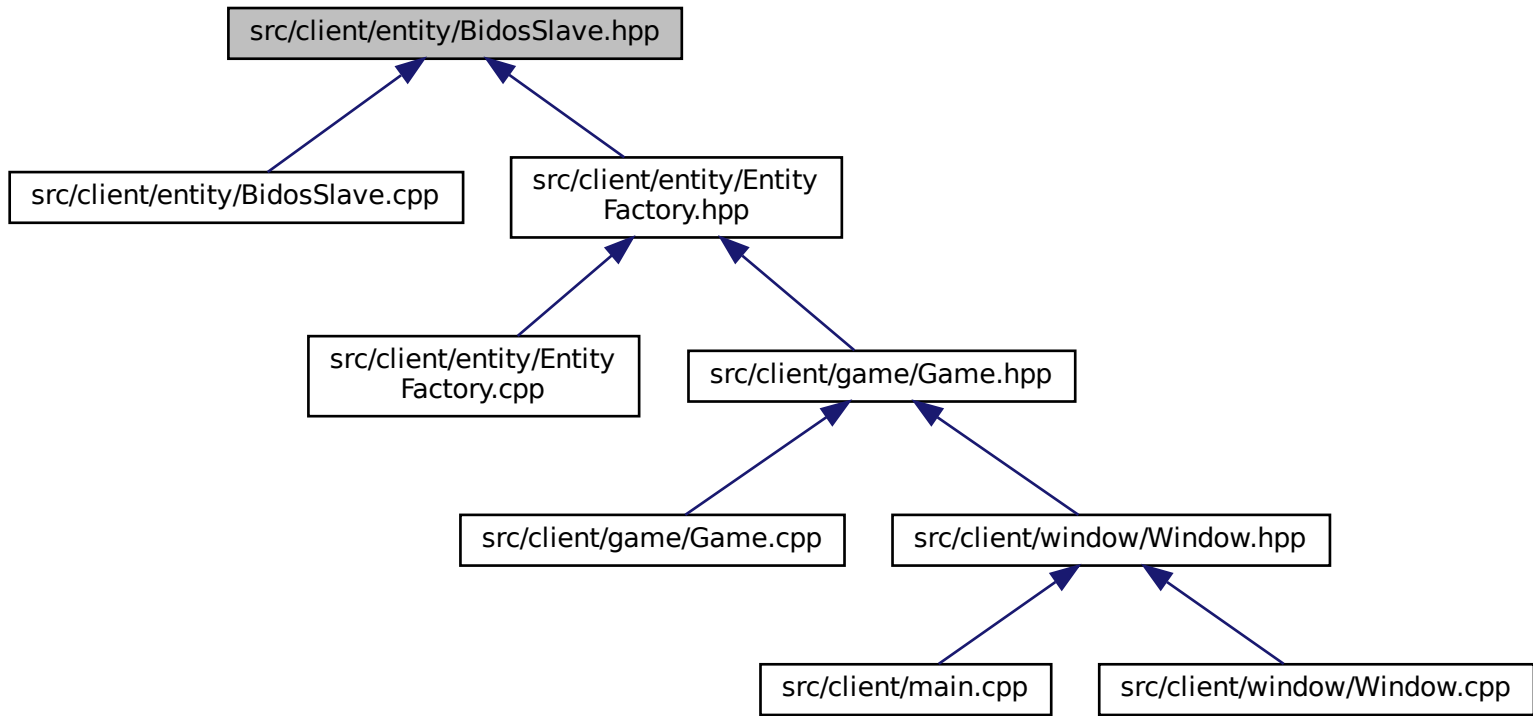 src/client/entity/BidosSlave.hpp
src/client/entity/BidosSlave.cpp
src/client/entity/Entity
Factory.hpp
src/client/entity/Entity
Factory.cpp
src/client/game/Game.hpp
src/client/game/Game.cpp
src/client/window/Window.hpp
src/client/main.cpp
src/client/window/Window.cpp